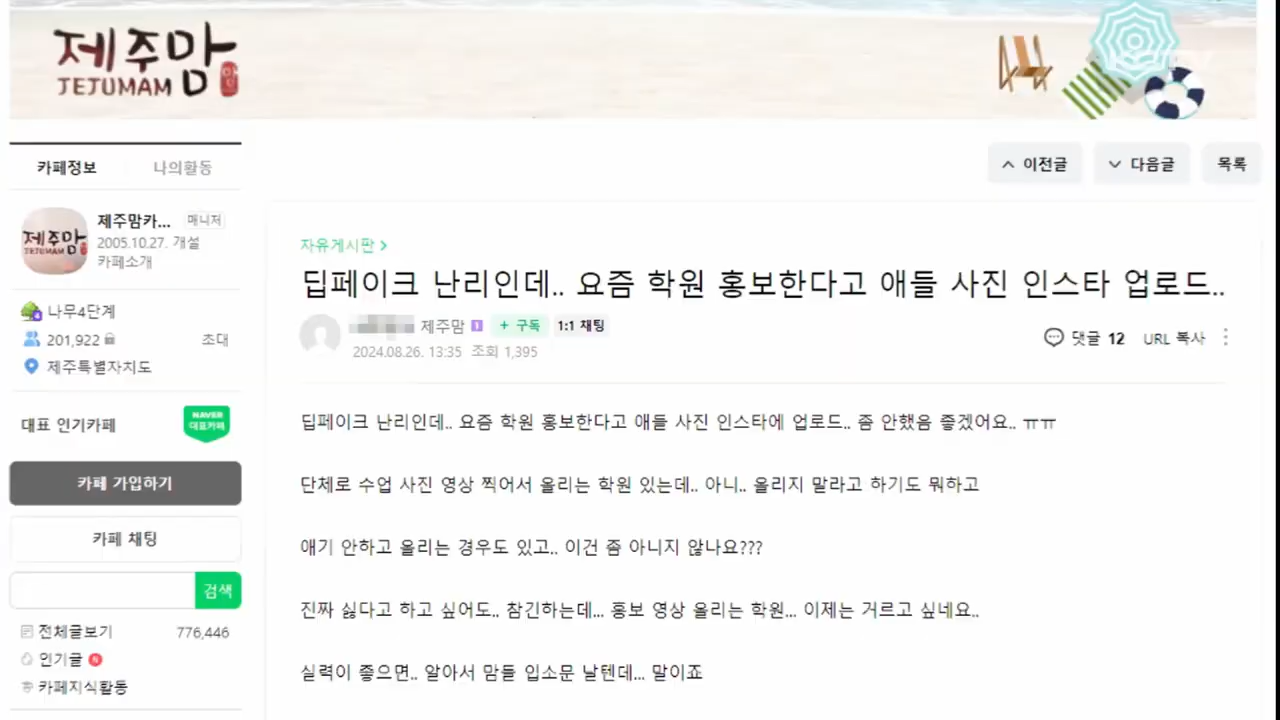 제주맘
TEJUMAM
이전글
다음글
목록
카페정보
나의활동
제주맘카... 매니저
2005.10.27. 개설
카페소개
나무4단계
201,922
초대
제주특별자치도
대표 인기카페
NAVER
대표카페
카페 가입하기
카페 채팅
검색
전체글보기
776,446
인기글 N
카페지식활동
자유게시판 >
딥페이크 난리인데.. 요즘 학원 홍보한다고 애들 사진 인스타 업로드..
제주맘 + 구독 1:1 채팅
2024.08.26. 13:35 조회 1,395
댓글 12 URL 복사
딥페이크 난리인데.. 요즘 학원 홍보한다고 애들 사진 인스타에 업로드.. 좀 안했음 좋겠어요.. ㅠㅠ
단체로 수업 사진 영상 찍어서 올리는 학원 있는데.. 아니.. 올리지 말라고 하기도 뭐하고
얘기 안하고 올리는 경우도 있고.. 이건 좀 아니지 않나요???
진짜 싫다고 하고 싶어도.. 참긴하는데... 홍보 영상 올리는 학원... 이제는 거르고 싶네요..
실력이 좋으면.. 알아서 맘들 입소문 날텐데... 말이죠